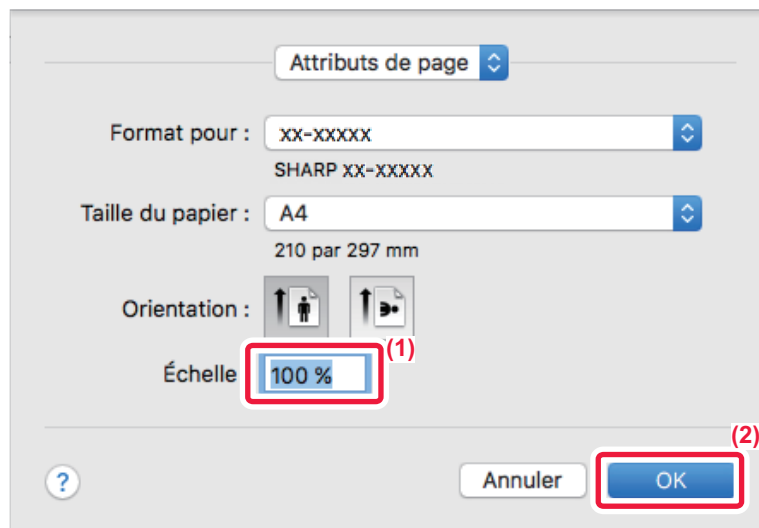 Attributs de page
Format pour : xx-xxxxx
SHARP xx-xxxxx
Taille du papier : A4
210 par 297 mm
Orientation :
(1)
Échelle 100 %
(2)
? Annuler OK